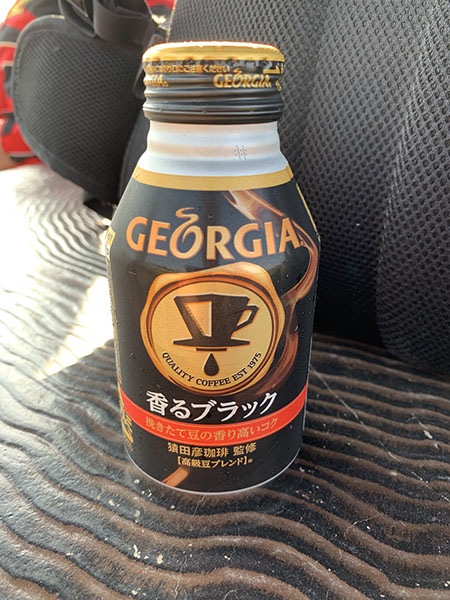 GEORGIA
GEORGIA
QUALITY COFFEE EST 1975
香るブラック
挽きたて豆の香り高いコク
猿田彦珈琲 監修
【高級豆ブレンド】